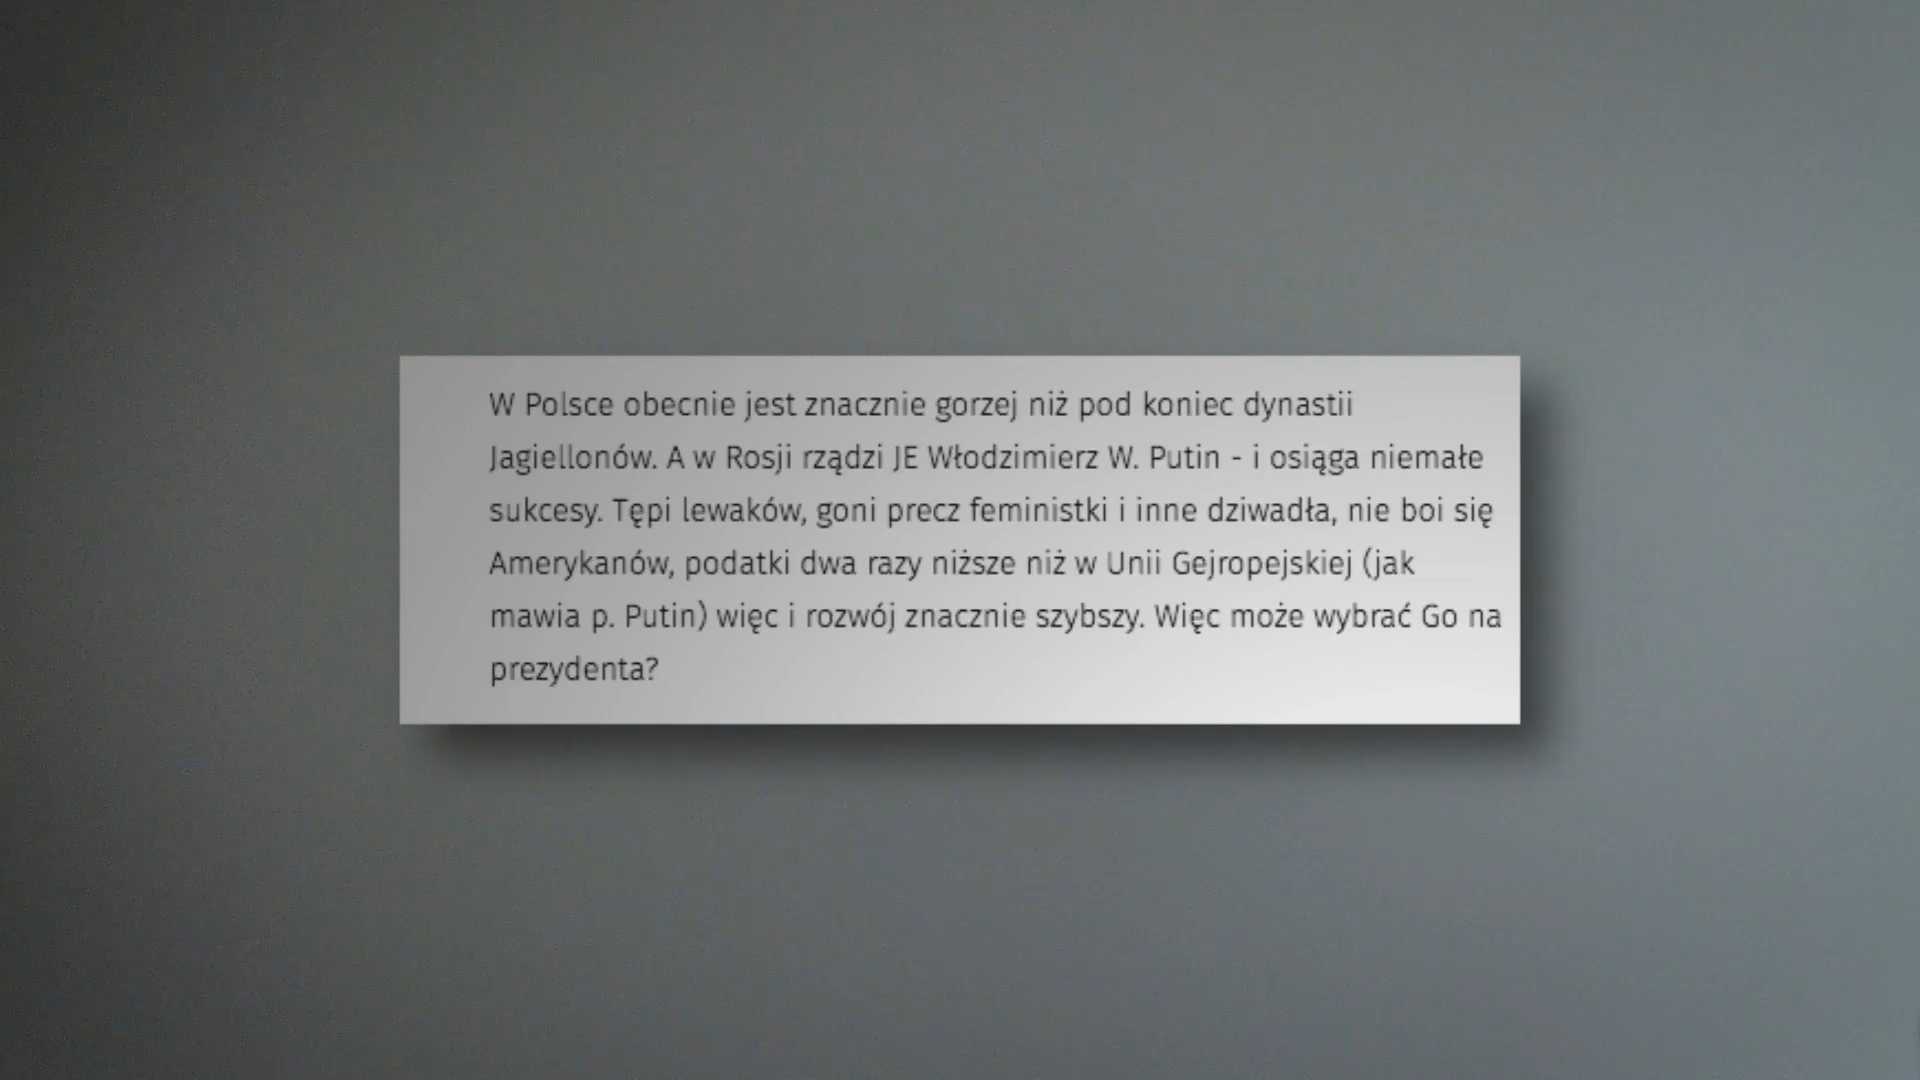 W Polsce obecnie jest znacznie gorzej niż pod koniec dynastii
Jagiellonów. A w Rosji rządzi JE Włodzimierz W. Putin - i osiąga niemałe
sukcesy. Tępi lewaków, goni precz feministki i inne dziwadła, nie boi się
Amerykanów, podatki dwa razy niższe niż w Unii Gejropejskiej (jak
mawia p. Putin) więc i rozwój znacznie szybszy. Więc może wybrać Go na
prezydenta?